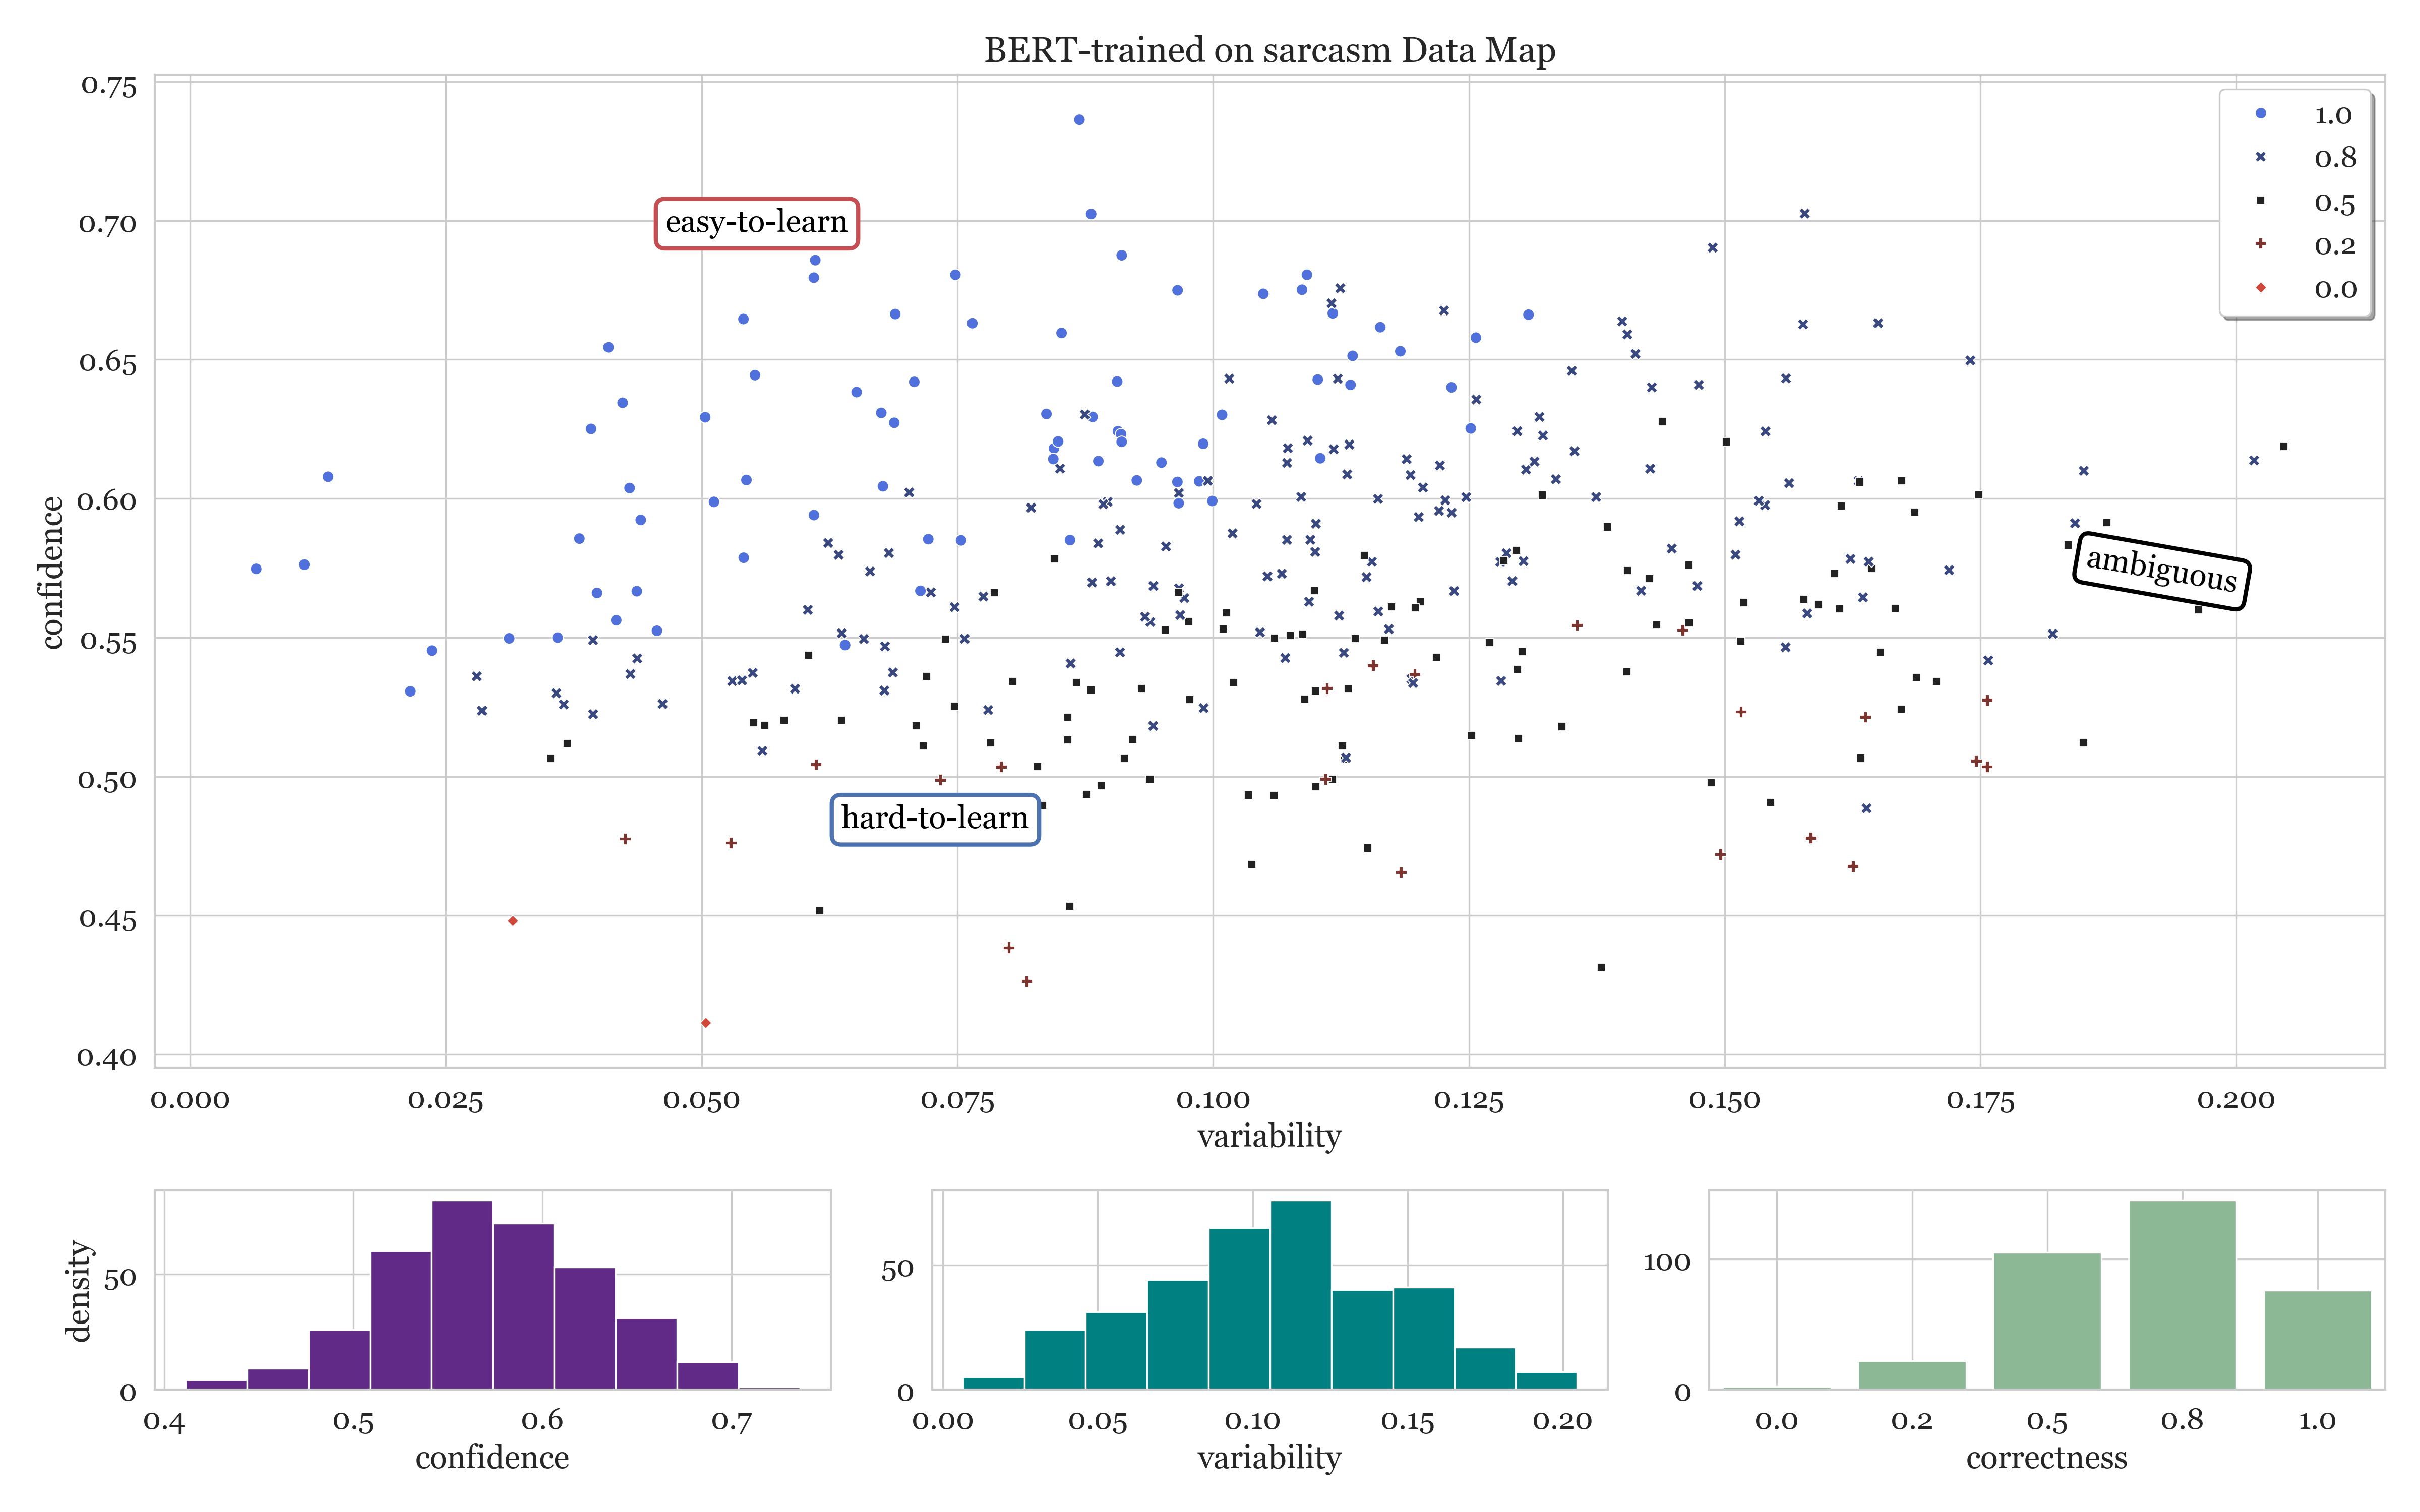 BERT-trained on sarcasm Data Map
0.75
0.70
0.65
0.60
0.55
0.50
0.45
0.40
confidence
easy-to-learn
hard-to-learn
ambiguous
1.0
0.8
0.5
0.2
0.0
0.000 0.025 0.050 0.075 0.100 0.125 0.150 0.175 0.200
variability
density
50
0
0.4 0.5 0.6 0.7
confidence
50
0
0.00 0.05 0.10 0.15 0.20
variability
100
0
0.0 0.2 0.5 0.8 1.0
correctness